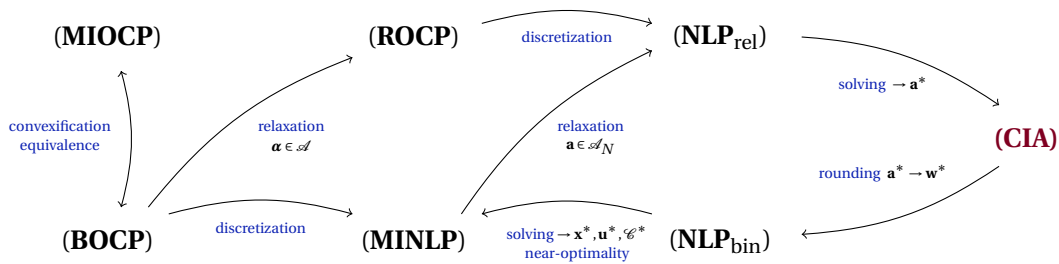 (MIOCP)
(ROCP)
discretization
(NLP_rel)
solving → a*
convexification
equivalence
relaxation
α ∈ 𝒜
relaxation
a ∈ 𝒜_N
(CIA)
rounding a* → w*
(BOCP)
discretization
(MINLP)
solving → x*, u*, 𝒞*
near-optimality
(NLP_bin)